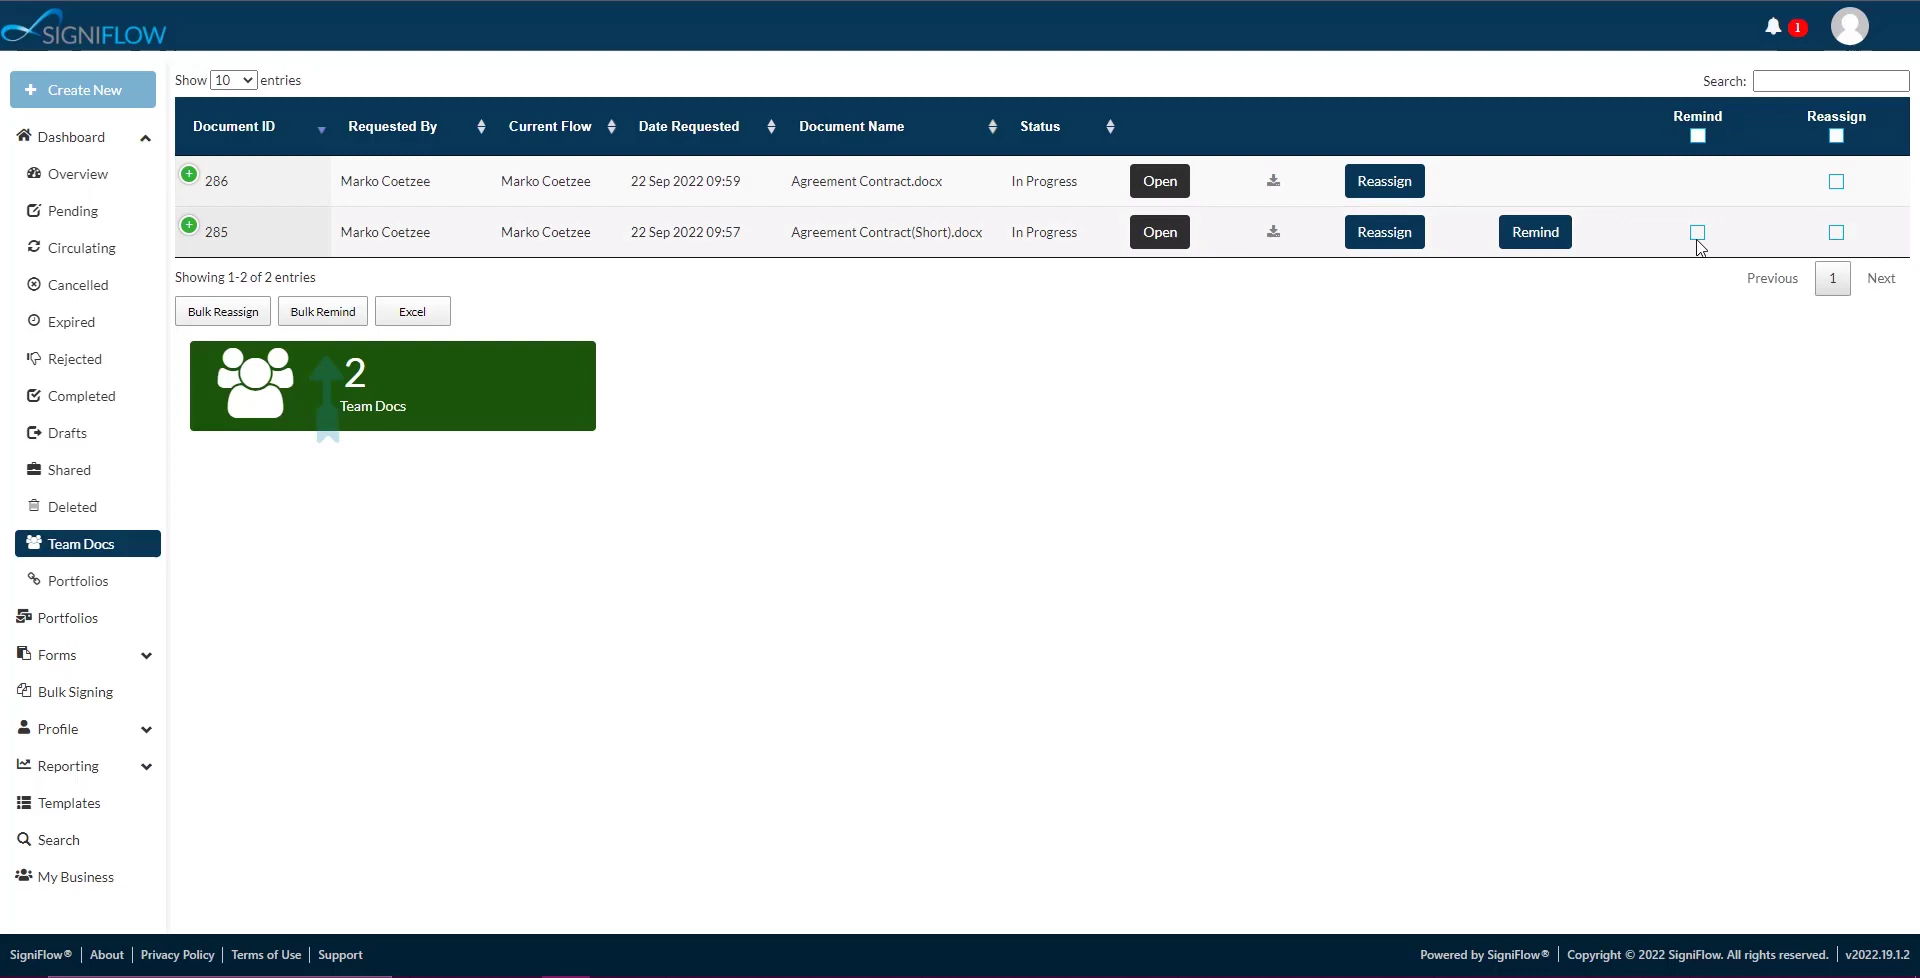 SIGNIFLOW
1
Create New
Dashboard
Overview
Pending
Circulating
Cancelled
Expired
Rejected
Completed
Drafts
Shared
Deleted
Team Docs
Portfolios
Portfolios
Forms
Bulk Signing
Profile
Reporting
Templates
Search
My Business
Show 10 entries
Search:
Document ID Requested By Current Flow Date Requested Document Name Status Remind Reassign
286 Marko Coetzee Marko Coetzee 22 Sep 2022 09:59 Agreement Contract.docx In Progress Open Reassign
285 Marko Coetzee Marko Coetzee 22 Sep 2022 09:57 Agreement Contract(Short).docx In Progress Open Reassign Remind
Showing 1-2 of 2 entries
Previous 1 Next
Bulk Reassign Bulk Remind Excel
2
Team Docs
SigniFlow® | About | Privacy Policy | Terms of Use | Support
Powered by SigniFlow® | Copyright © 2022 SigniFlow. All rights reserved. | v2022.19.1.2